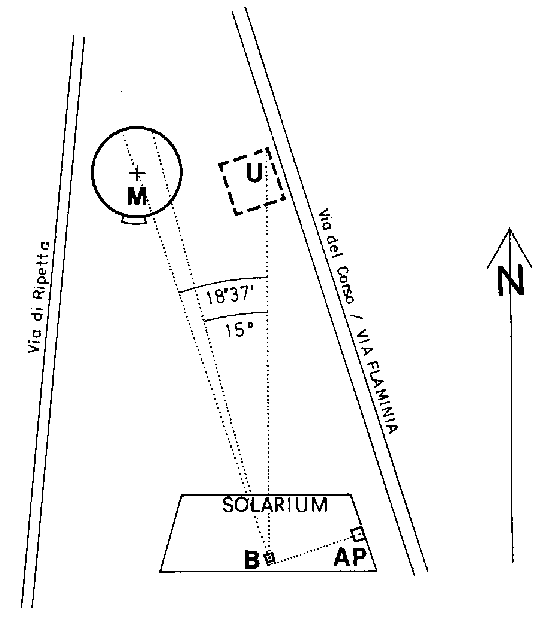 U
M
Via di Ripetta
Via del Corso / VIA FLAMINIA
N
18°37'
15°
SOLARIUM
B
AP